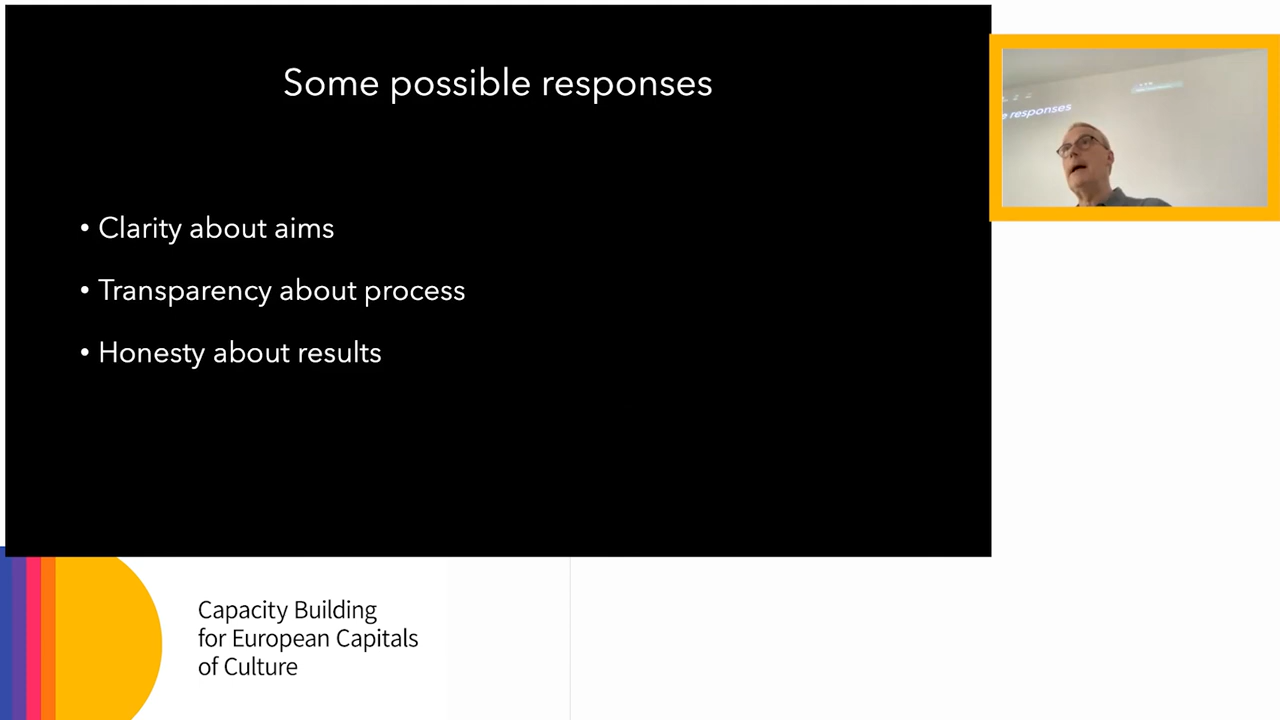 Some possible responses
• Clarity about aims
• Transparency about process
• Honesty about results
responses
Capacity Building
for European Capitals
of Culture